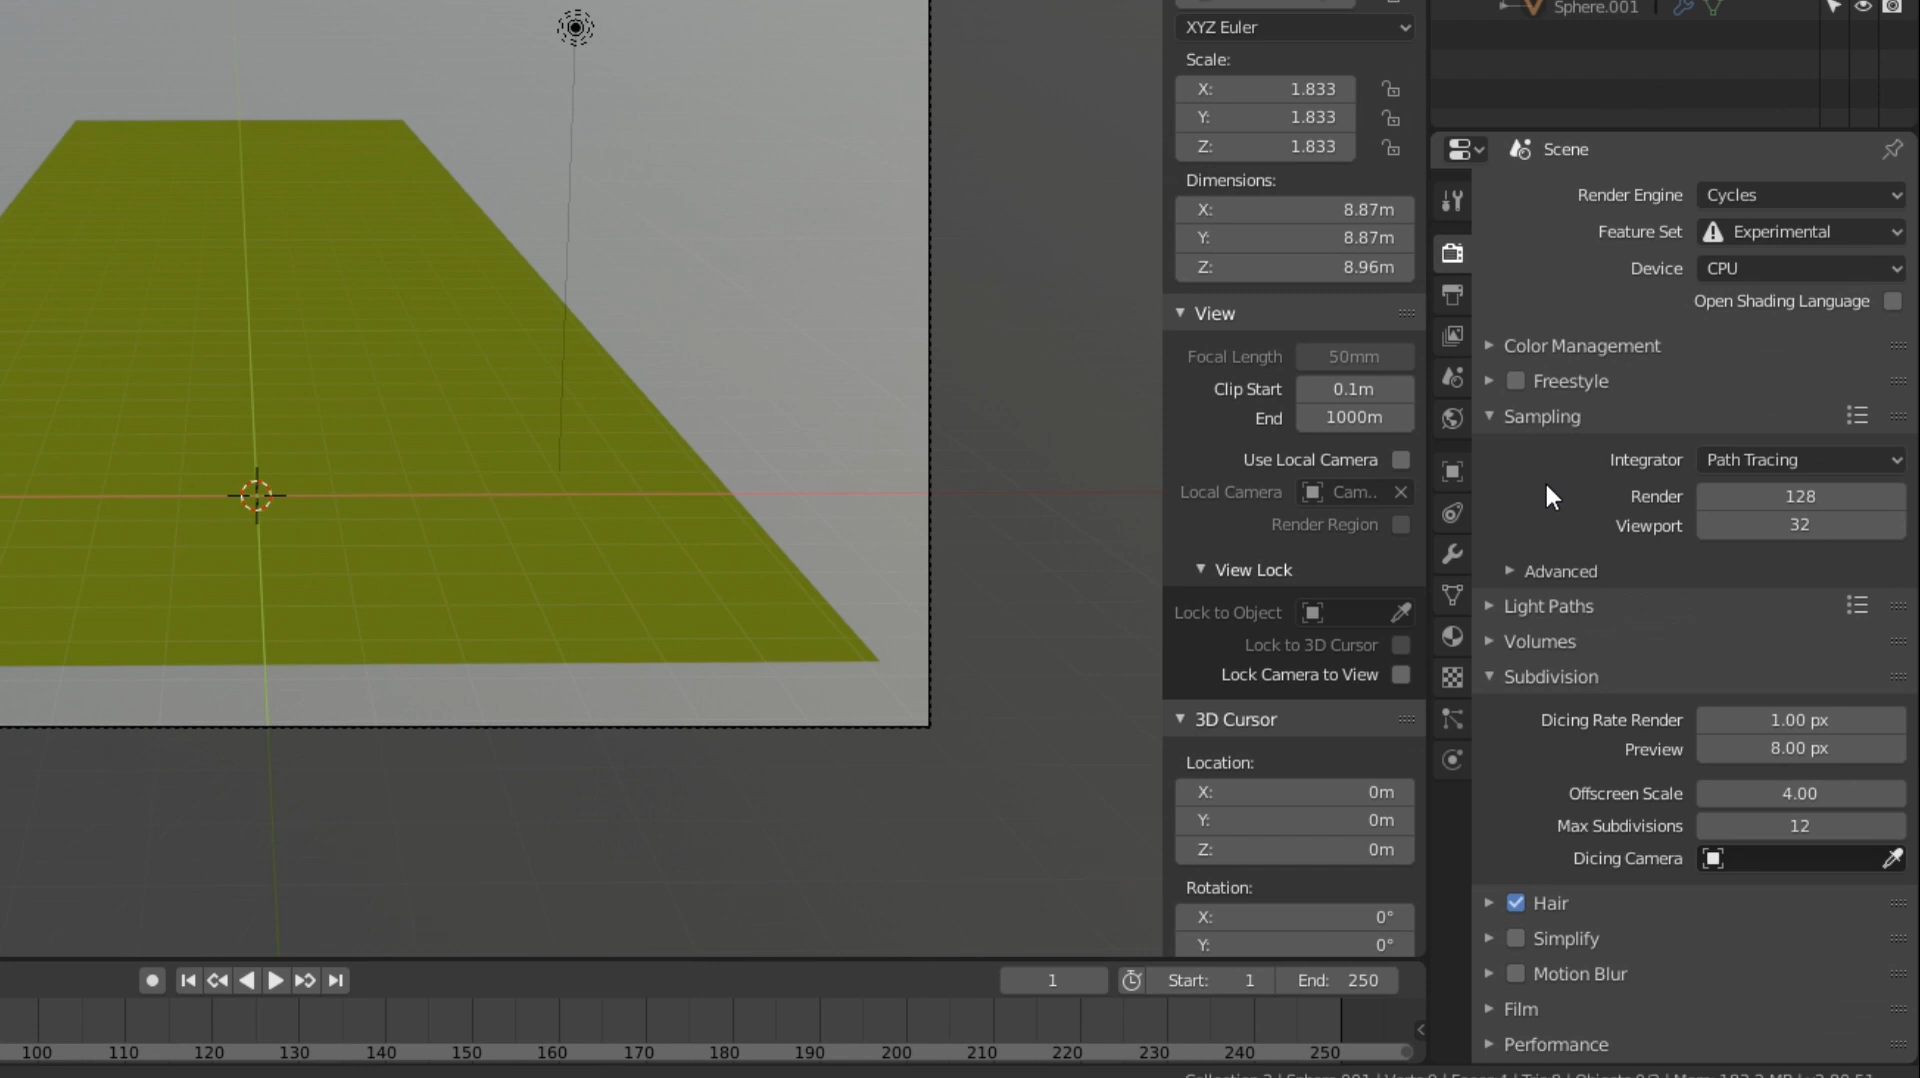 XYZ Euler
Scale:
X: 1.833
Y: 1.833
Z: 1.833
Dimensions:
X: 8.87m
Y: 8.87m
Z: 8.96m
View
Focal Length 50mm
Clip Start 0.1m
End 1000m
Use Local Camera
Local Camera Cam..
Render Region
View Lock
Lock to Object
Lock to 3D Cursor
Lock Camera to View
3D Cursor
Location:
X: 0m
Y: 0m
Z: 0m
Rotation:
X: 0°
Y: 0°
Sphere.001
Scene
Render Engine Cycles
Feature Set Experimental
Device CPU
Open Shading Language
Color Management
Freestyle
Sampling
Integrator Path Tracing
Render 128
Viewport 32
Advanced
Light Paths
Volumes
Subdivision
Dicing Rate Render 1.00 px
Preview 8.00 px
Offscreen Scale 4.00
Max Subdivisions 12
Dicing Camera
Hair
Simplify
Motion Blur
Film
Performance
1 Start: 1 End: 250
100 110 120 130 140 150 160 170 180 190 200 210 220 230 240 250